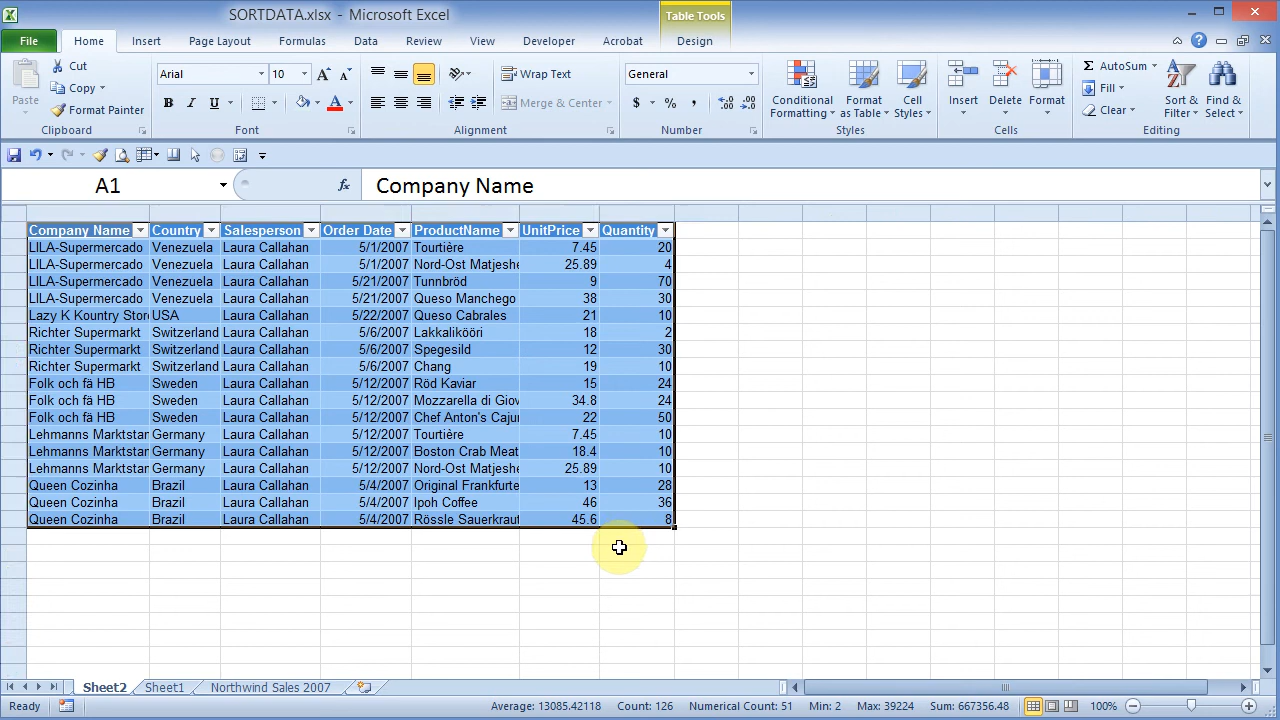 SORTDATA.xlsx - Microsoft Excel
Table Tools
File Home Insert Page Layout Formulas Data Review View Developer Acrobat Design
Paste
Cut
Copy
Format Painter
Clipboard
Arial 10
B I U
Font
Wrap Text
Merge & Center
Alignment
General
$ % ,
Number
Conditional Formatting
Format as Table
Cell Styles
Styles
Insert Delete Format
Cells
AutoSum
Fill
Clear
Sort & Filter
Find & Select
Editing
A1 fx Company Name
Company Name Country Salesperson Order Date ProductName UnitPrice Quantity
LILA-Supermercado Venezuela Laura Callahan 5/1/2007 Tourtière 7.45 20
LILA-Supermercado Venezuela Laura Callahan 5/1/2007 Nord-Ost Matjeshe 25.89 4
LILA-Supermercado Venezuela Laura Callahan 5/21/2007 Tunnbröd 9 70
LILA-Supermercado Venezuela Laura Callahan 5/21/2007 Queso Manchego 38 30
Lazy K Kountry Stor USA Laura Callahan 5/22/2007 Queso Cabrales 21 10
Richter Supermarkt Switzerland Laura Callahan 5/6/2007 Lakkalikööri 18 2
Richter Supermarkt Switzerland Laura Callahan 5/6/2007 Spegesild 12 30
Richter Supermarkt Switzerland Laura Callahan 5/6/2007 Chang 19 10
Folk och fä HB Sweden Laura Callahan 5/12/2007 Röd Kaviar 15 24
Folk och fä HB Sweden Laura Callahan 5/12/2007 Mozzarella di Giov 34.8 24
Folk och fä HB Sweden Laura Callahan 5/12/2007 Chef Anton's Caju 22 50
Lehmanns Marktstan Germany Laura Callahan 5/12/2007 Tourtière 7.45 10
Lehmanns Marktstan Germany Laura Callahan 5/12/2007 Boston Crab Meat 18.4 10
Lehmanns Marktstan Germany Laura Callahan 5/12/2007 Nord-Ost Matjeshe 25.89 10
Queen Cozinha Brazil Laura Callahan 5/4/2007 Original Frankfurte 13 28
Queen Cozinha Brazil Laura Callahan 5/4/2007 Ipoh Coffee 46 36
Queen Cozinha Brazil Laura Callahan 5/4/2007 Rössle Sauerkraut 45.6 8
Sheet2 Sheet1 Northwind Sales 2007
Ready Average: 13085.42118 Count: 126 Numerical Count: 51 Min: 2 Max: 39224 Sum: 667356.48 100%